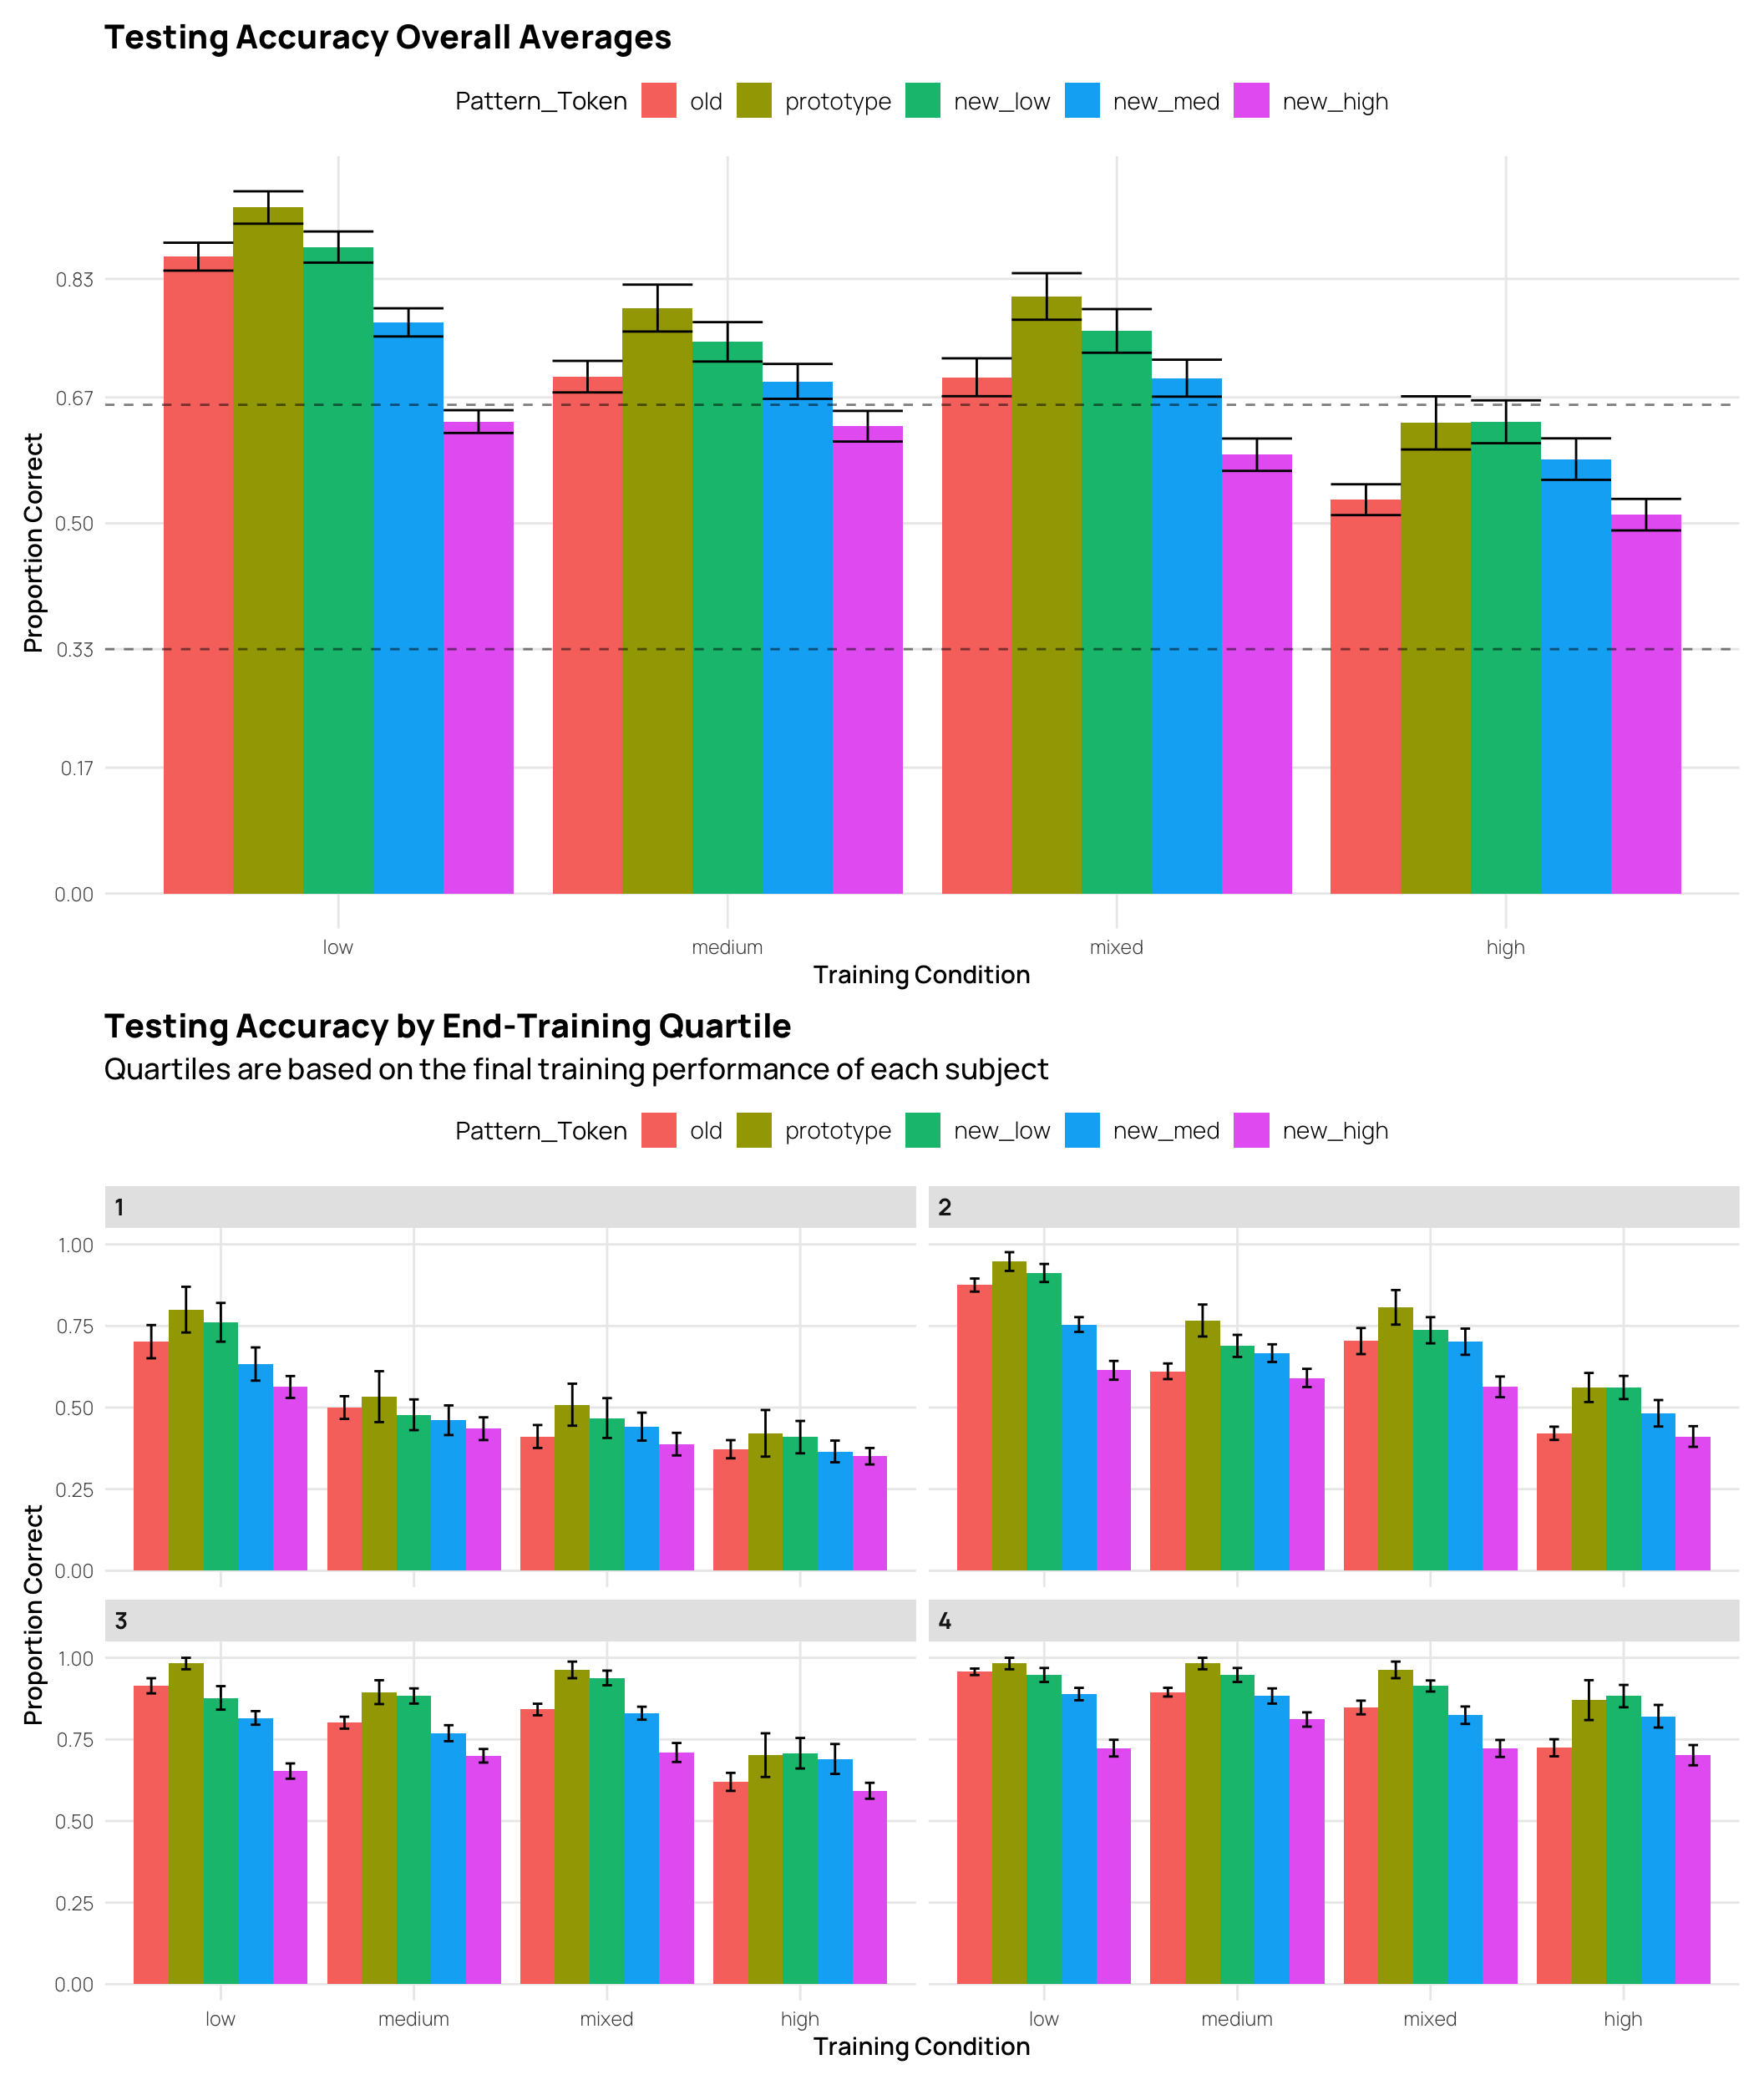 Testing Accuracy Overall Averages
Pattern_Token old prototype new_low new_med new_high
Proportion Correct
0.83
0.67
0.50
0.33
0.17
0.00
low medium mixed high
Training Condition
Testing Accuracy by End-Training Quartile
Quartiles are based on the final training performance of each subject
Pattern_Token old prototype new_low new_med new_high
Proportion Correct
1 2
1.00
0.75
0.50
0.25
0.00
3 4
1.00
0.75
0.50
0.25
0.00
low medium mixed high low medium mixed high
Training Condition